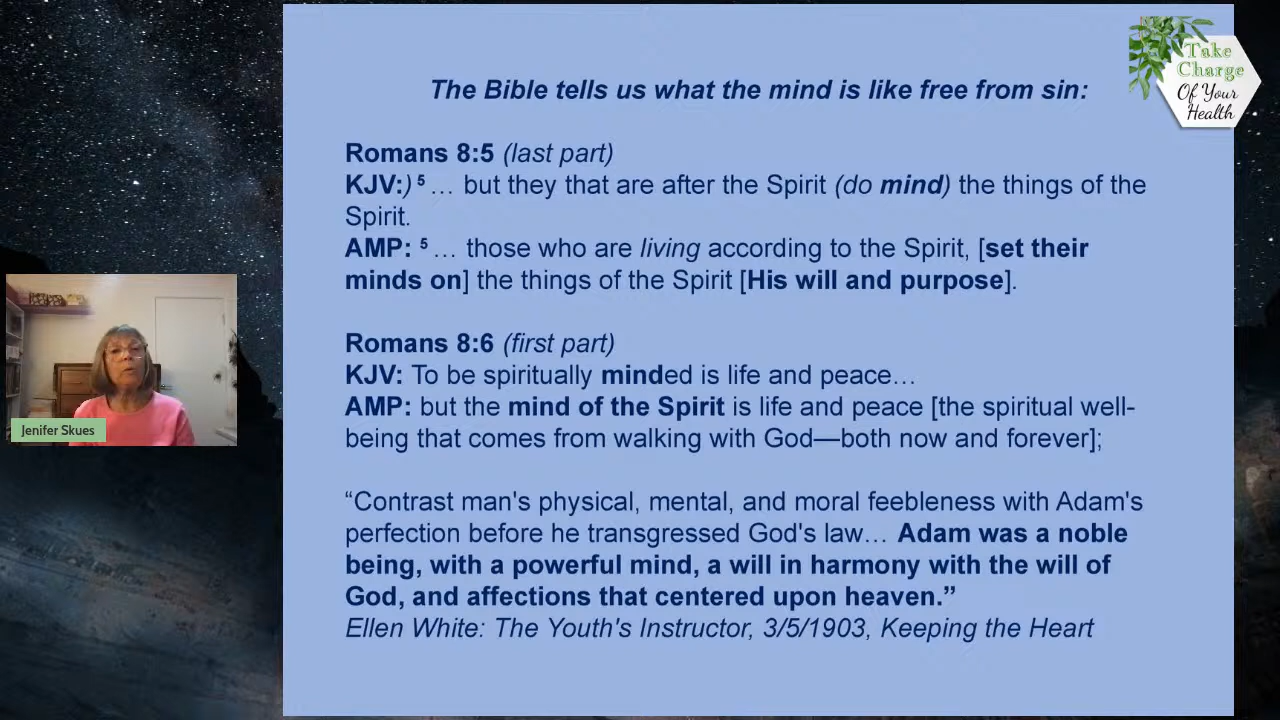 The Bible tells us what the mind is like free from sin:
Romans 8:5 (last part)
KJV:) ⁵ … but they that are after the Spirit (do mind) the things of the
Spirit.
AMP: ⁵ … those who are living according to the Spirit, [set their
minds on] the things of the Spirit [His will and purpose].
Romans 8:6 (first part)
KJV: To be spiritually minded is life and peace…
AMP: but the mind of the Spirit is life and peace [the spiritual well-
being that comes from walking with God—both now and forever];
“Contrast man's physical, mental, and moral feebleness with Adam's
perfection before he transgressed God's law… Adam was a noble
being, with a powerful mind, a will in harmony with the will of
God, and affections that centered upon heaven.”
Ellen White: The Youth's Instructor, 3/5/1903, Keeping the Heart
Take
Charge
Of Your
Health
Jenifer Skues